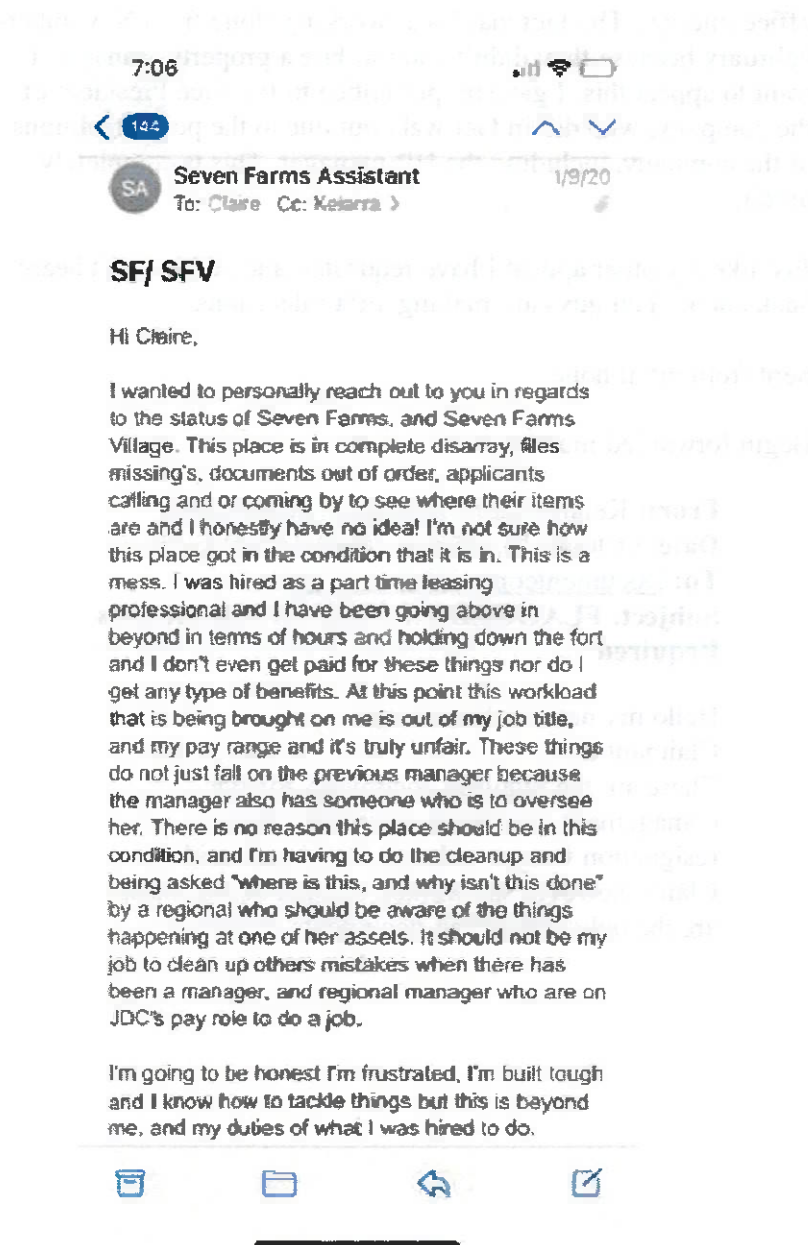 7:06
144
SA
Seven Farms Assistant
1/9/20
To: Claire Cc: Keiarra >
SF/ SFV
Hi Claire,
I wanted to personally reach out to you in regards
to the status of Seven Farms, and Seven Farms
Village. This place is in complete disarray, files
missing's, documents out of order, applicants
calling and or coming by to see where their items
are and I honestly have no idea! I'm not sure how
this place got in the condition that it is in. This is a
mess. I was hired as a part time leasing
professional and I have been going above in
beyond in terms of hours and holding down the fort
and I don't even get paid for these things nor do I
get any type of benefits. At this point this workload
that is being brought on me is out of my job title,
and my pay range and it's truly unfair. These things
do not just fall on the previous manager because
the manager also has someone who is to oversee
her. There is no reason this place should be in this
condition, and I'm having to do the cleanup and
being asked "where is this, and why isn't this done"
by a regional who should be aware of the things
happening at one of her assets. It should not be my
job to clean up others mistakes when there has
been a manager, and regional manager who are on
JDC's pay role to do a job.
I'm going to be honest I'm frustrated, I'm built tough
and I know how to tackle things but this is beyond
me, and my duties of what I was hired to do.